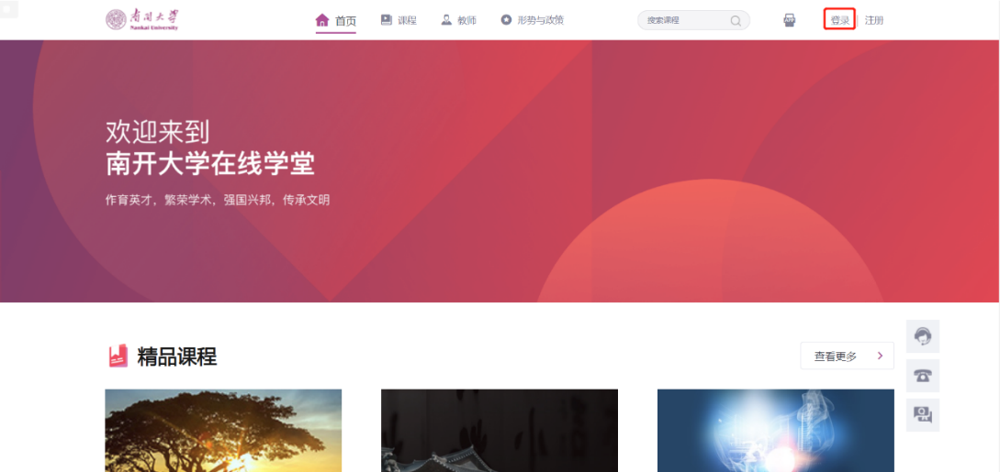 南开大学
Nankai University
首页
课程
教师
形势与政策
搜索课程
APP
登录
注册
欢迎来到
南开大学在线学堂
作育英才，繁荣学术，强国兴邦，传承文明
精品课程
查看更多